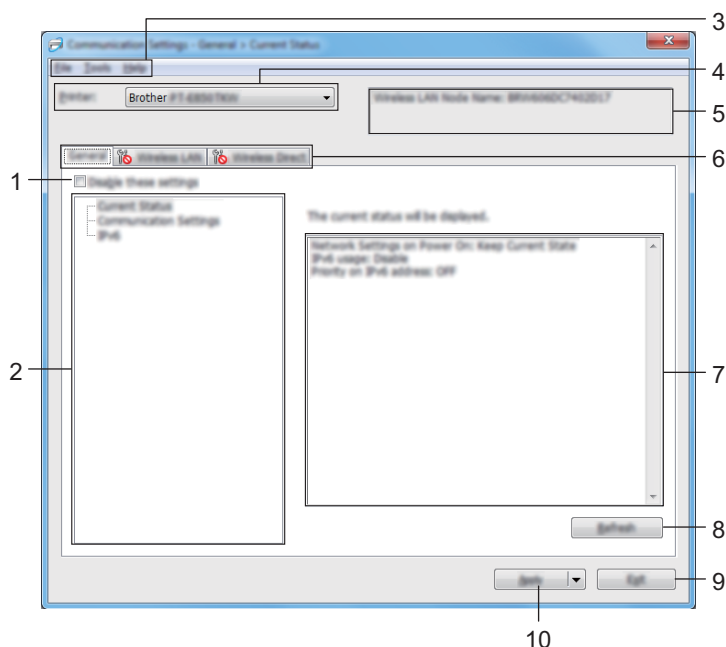 3
Communication Settings - General > Current Status
File Tools Help
4
Printer:
Brother PT-E850TKW
Wireless LAN Node Name: BRW606DC7402D17
5
General
Wireless LAN
Wireless Direct
6
1
Disable these settings
Current Status
Communication Settings
IPv6
The current status will be displayed.
Network Settings on Power On: Keep Current State
IPv6 usage: Disable
Priority on IPv6 address: OFF
2
7
Refresh
8
Apply
Exit
9
10